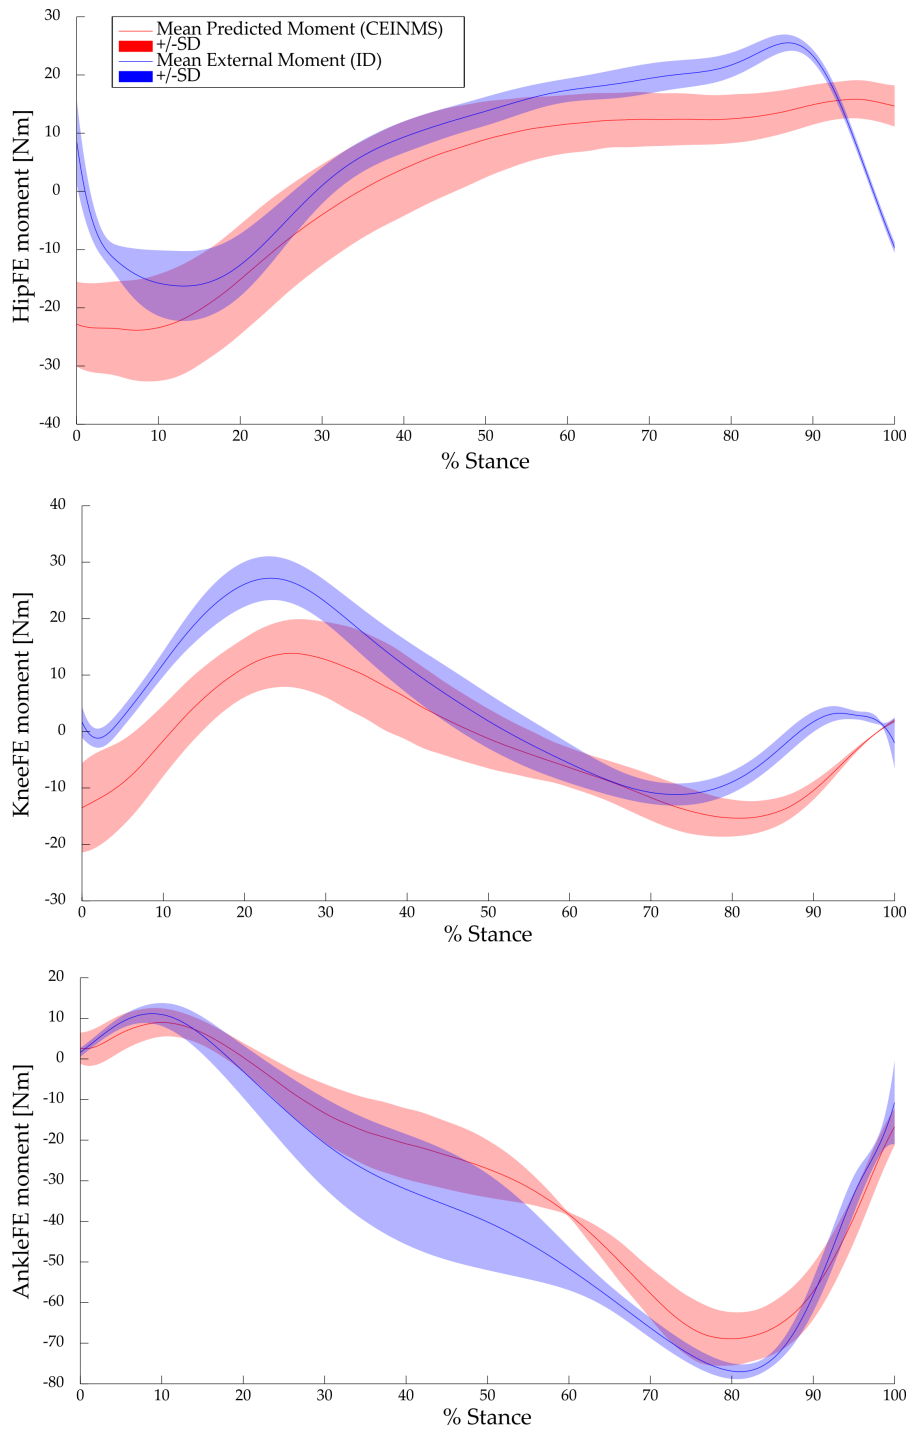 Mean Predicted Moment (CEINMS)
+/-SD
Mean External Moment (ID)
+/-SD
HipFE moment [Nm]
30
20
10
0
-10
-20
-30
-40
0 10 20 30 40 50 60 70 80 90 100
% Stance
KneeFE moment [Nm]
40
30
20
10
0
-10
-20
-30
0 10 20 30 40 50 60 70 80 90 100
% Stance
AnkleFE moment [Nm]
20
10
0
-10
-20
-30
-40
-50
-60
-70
-80
0 10 20 30 40 50 60 70 80 90 100
% Stance